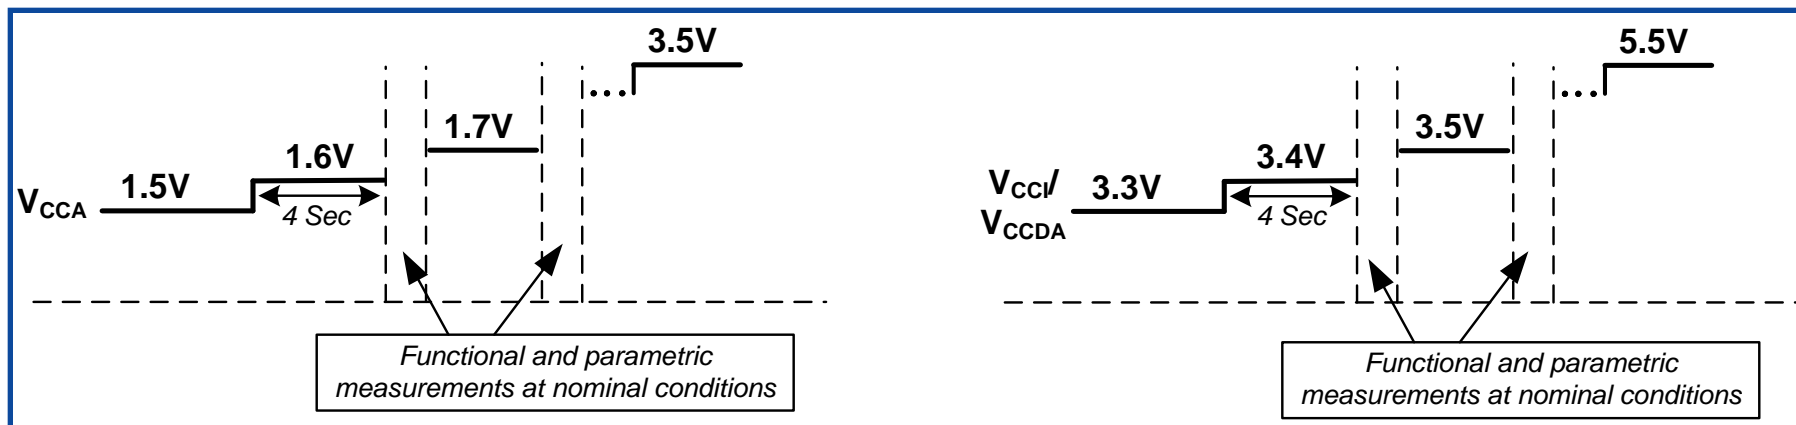 3.5V
1.7V
1.6V
1.5V
VCCA
4 Sec
Functional and parametric
measurements at nominal conditions
5.5V
3.5V
3.4V
3.3V
VCCI/
VCCDA
4 Sec
Functional and parametric
measurements at nominal conditions